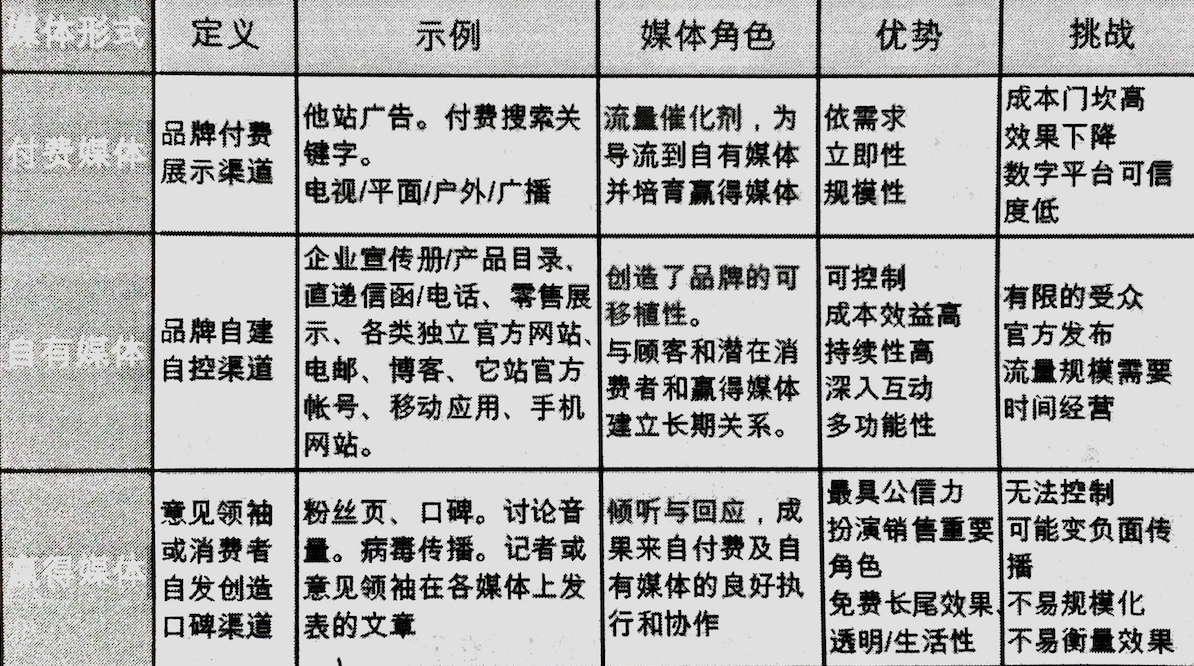 媒体形式 定义 示例 媒体角色 优势 挑战
付费媒体
品牌付费
展示渠道
他站广告。付费搜索关
键字。
电视/平面/户外/广播
流量催化剂，为
导流到自有媒体
并培育赢得媒体
依需求
立即性
规模性
成本门坎高
效果下降
数字平台可信
度低
自有媒体
品牌自建
自控渠道
企业宣传册/产品目录、
直递信函/电话、零售展
示、各类独立官方网站、
电邮、博客、它站官方
帐号、移动应用、手机
网站。
创造了品牌的可
移植性。
与顾客和潜在消
费者和赢得媒体
建立长期关系。
可控制
成本效益高
持续性高
深入互动
多功能性
有限的受众
官方发布
流量规模需要
时间经营
赢得媒体
意见领袖
或消费者
自发创造
口碑渠道
粉丝页、口碑。讨论音
量。病毒传播。记者或
意见领袖在各媒体上发
表的文章
倾听与回应，成
果来自付费及自
有媒体的良好执
行和协作
最具公信力
扮演销售重要
角色
免费长尾效果、
透明/生活性
无法控制
可能变负面传
播
不易规模化
不易衡量效果